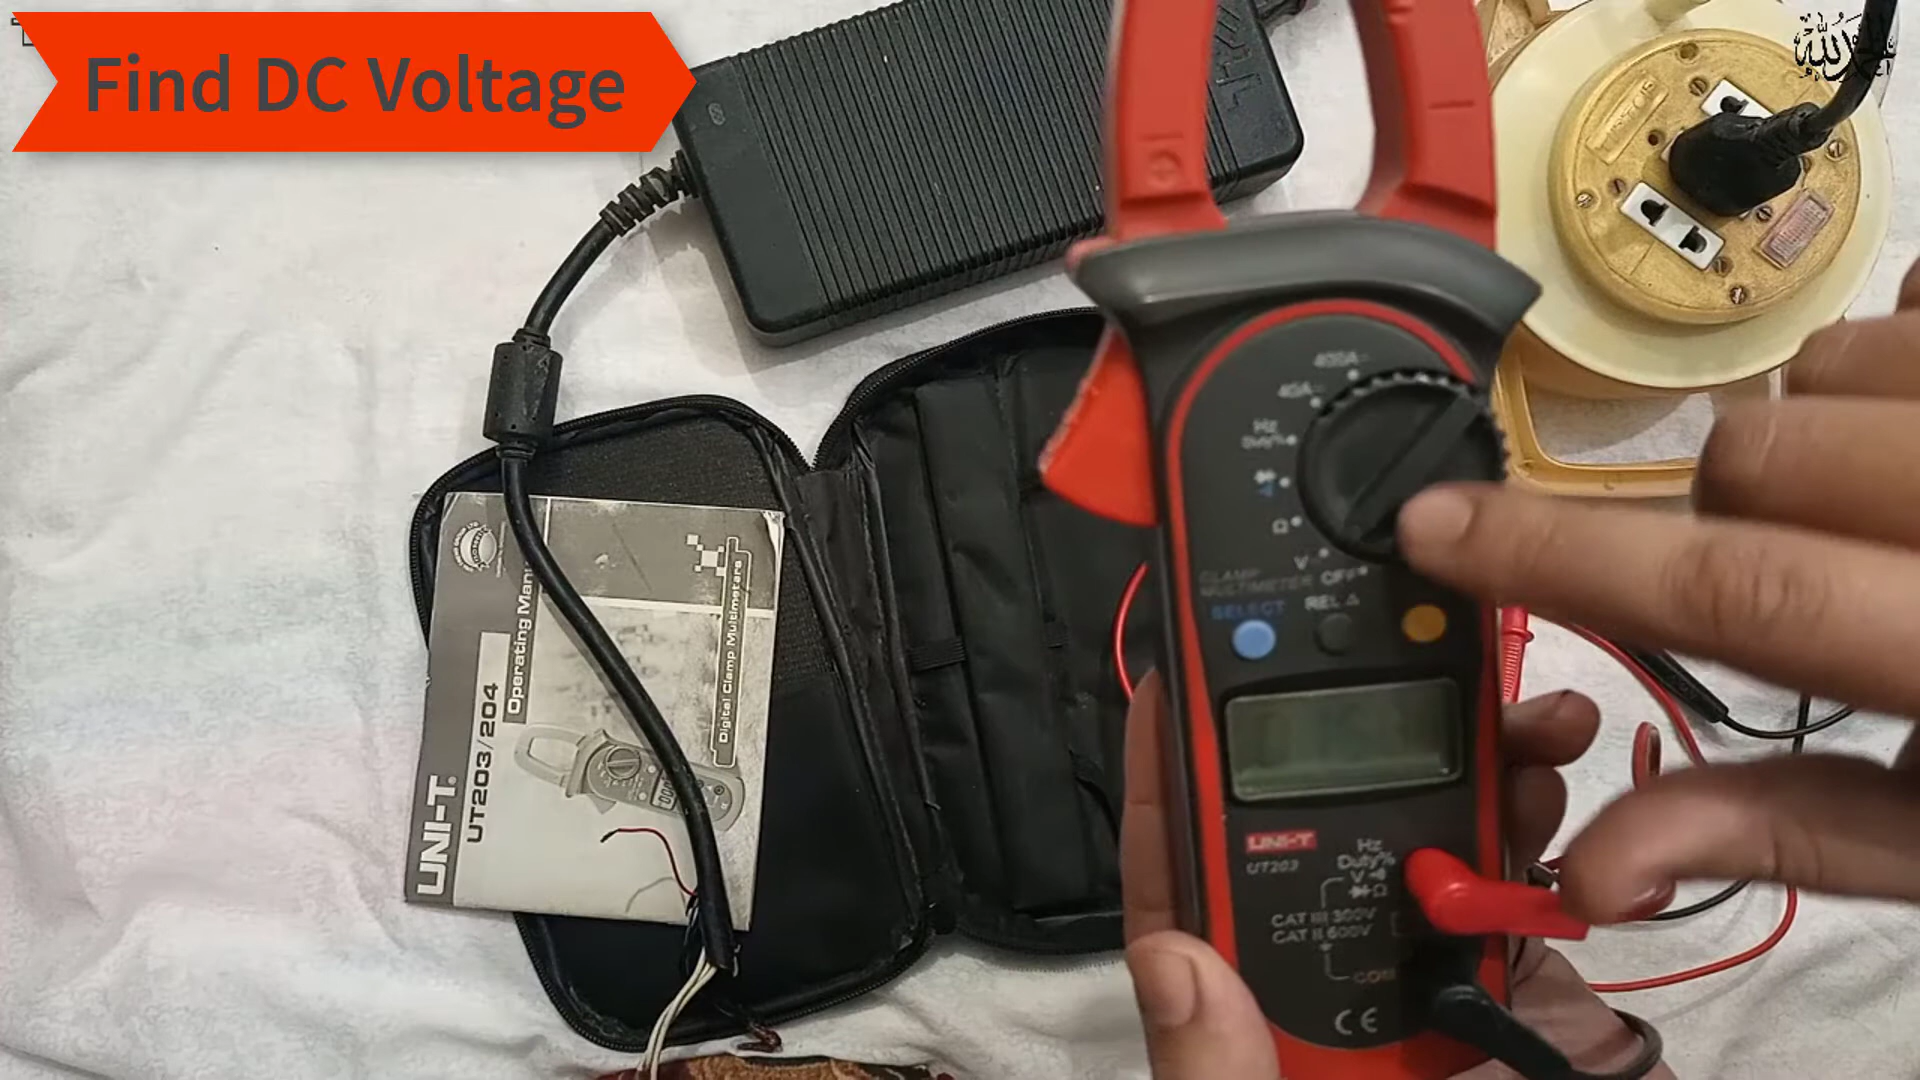 Find DC Voltage
400A
40A
Hz
Duty%
Ω
V
OFF
CLAMP
MULTIMETER
SELECT
REL △
UNI-T
UT203
Hz
Duty%
V
Ω
CAT III 300V
CAT II 600V
COM
CE
UNI-T
UT203/204
Operating Manu
Digital Clamp Multimeters